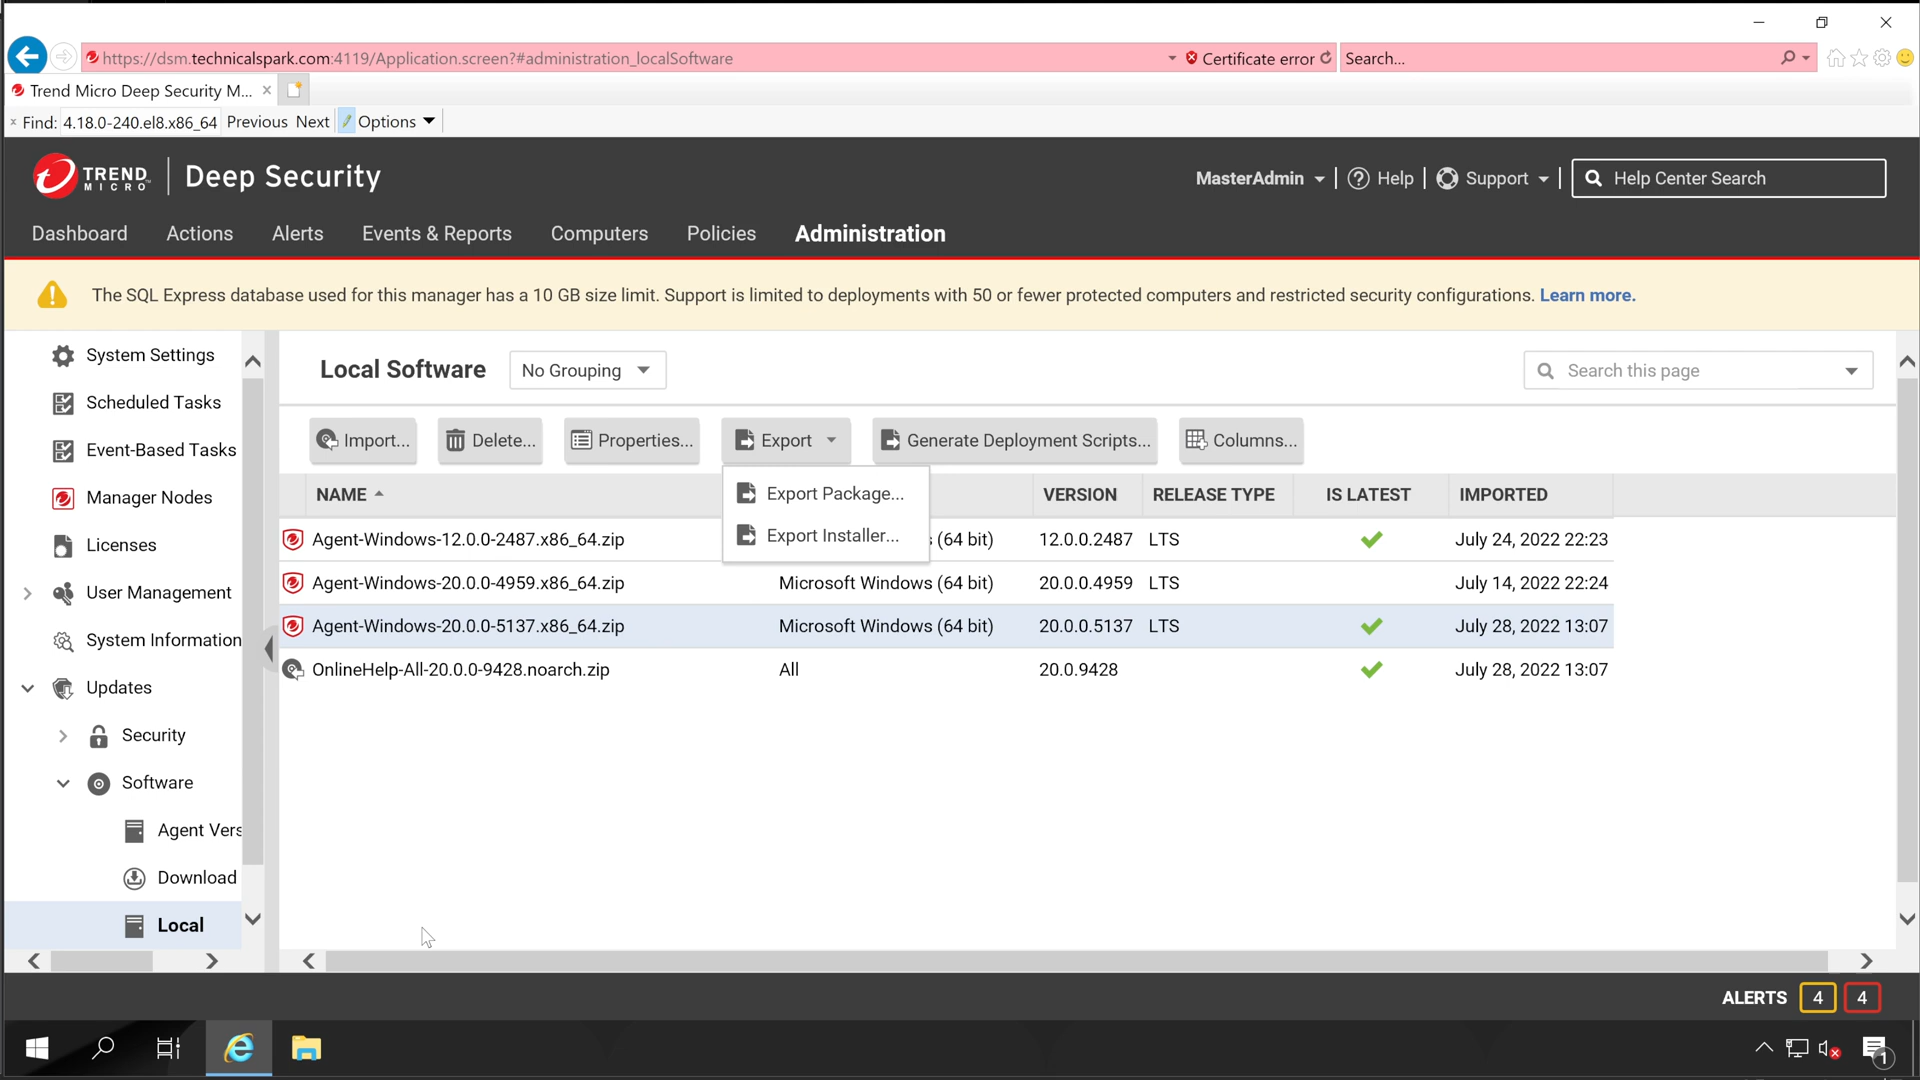 https://dsm.technicalspark.com:4119/Application.screen?#administration_localSoftware
Certificate error
Search...
Trend Micro Deep Security M...
Find: 4.18.0-240.el8.x86_64 Previous Next Options
TREND MICRO
Deep Security
MasterAdmin
Help
Support
Help Center Search
Dashboard
Actions
Alerts
Events & Reports
Computers
Policies
Administration
The SQL Express database used for this manager has a 10 GB size limit. Support is limited to deployments with 50 or fewer protected computers and restricted security configurations. Learn more.
System Settings
Scheduled Tasks
Event-Based Tasks
Manager Nodes
Licenses
User Management
System Information
Updates
Security
Software
Agent Vers
Download
Local
Local Software
No Grouping
Search this page
Import...
Delete...
Properties...
Export
Generate Deployment Scripts...
Columns...
Export Package...
Export Installer...
NAME VERSION RELEASE TYPE IS LATEST IMPORTED
Agent-Windows-12.0.0-2487.x86_64.zip s (64 bit) 12.0.0.2487 LTS July 24, 2022 22:23
Agent-Windows-20.0.0-4959.x86_64.zip Microsoft Windows (64 bit) 20.0.0.4959 LTS July 14, 2022 22:24
Agent-Windows-20.0.0-5137.x86_64.zip Microsoft Windows (64 bit) 20.0.0.5137 LTS July 28, 2022 13:07
OnlineHelp-All-20.0.0-9428.noarch.zip All 20.0.9428 July 28, 2022 13:07
ALERTS 4 4
1